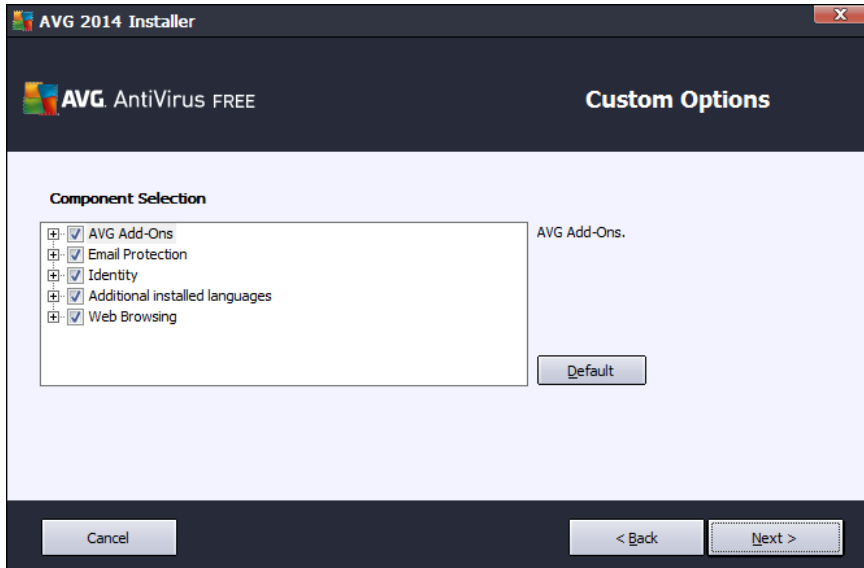 AVG 2014 Installer
X
AVG. AntiVirus FREE
Custom Options
Component Selection
AVG Add-Ons
Email Protection
Identity
Additional installed languages
Web Browsing
AVG Add-Ons.
Default
Cancel
< Back
Next >